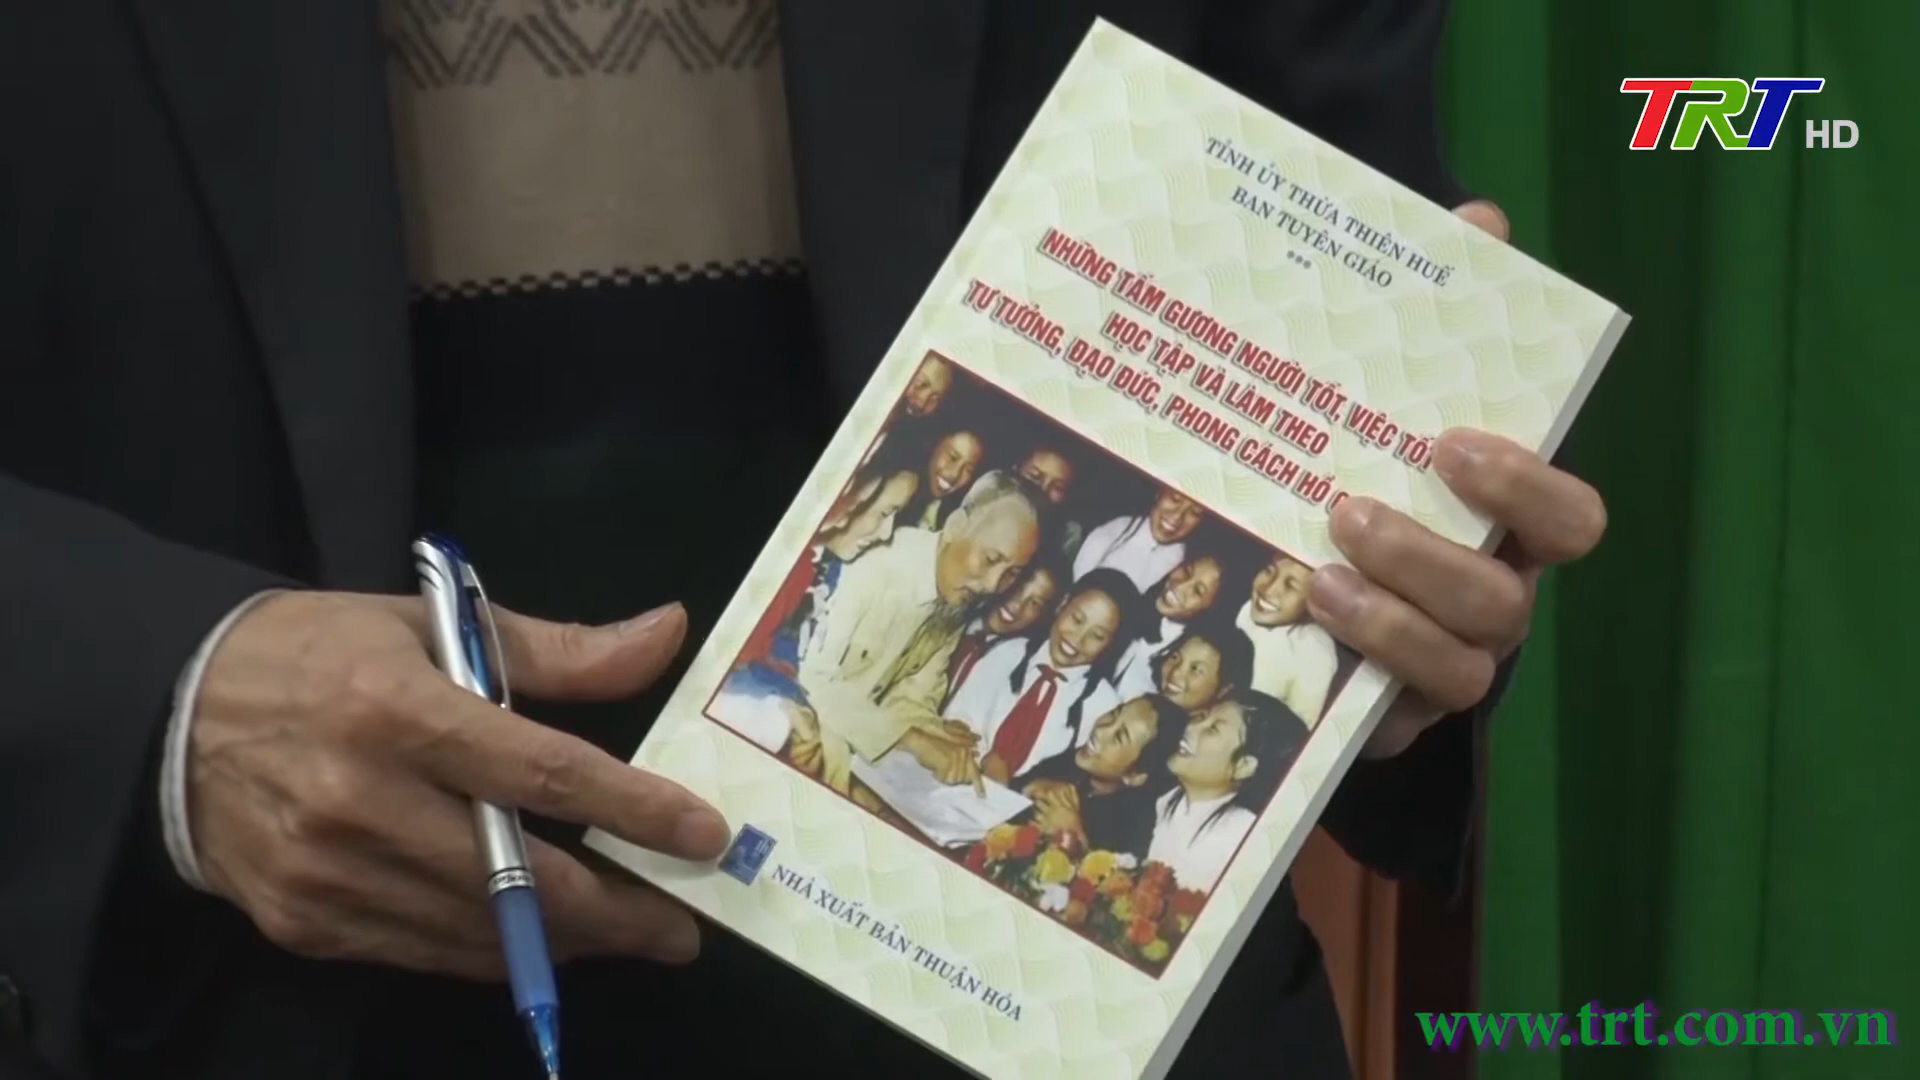 TRT HD
TỈNH ỦY THỪA THIÊN HUẾ
BAN TUYÊN GIÁO
***
NHỮNG TẤM GƯƠNG NGƯỜI TỐT, VIỆC TỐT
HỌC TẬP VÀ LÀM THEO
TƯ TƯỞNG, ĐẠO ĐỨC, PHONG CÁCH HỒ
NHÀ XUẤT BẢN THUẬN HÓA
www.trt.com.vn